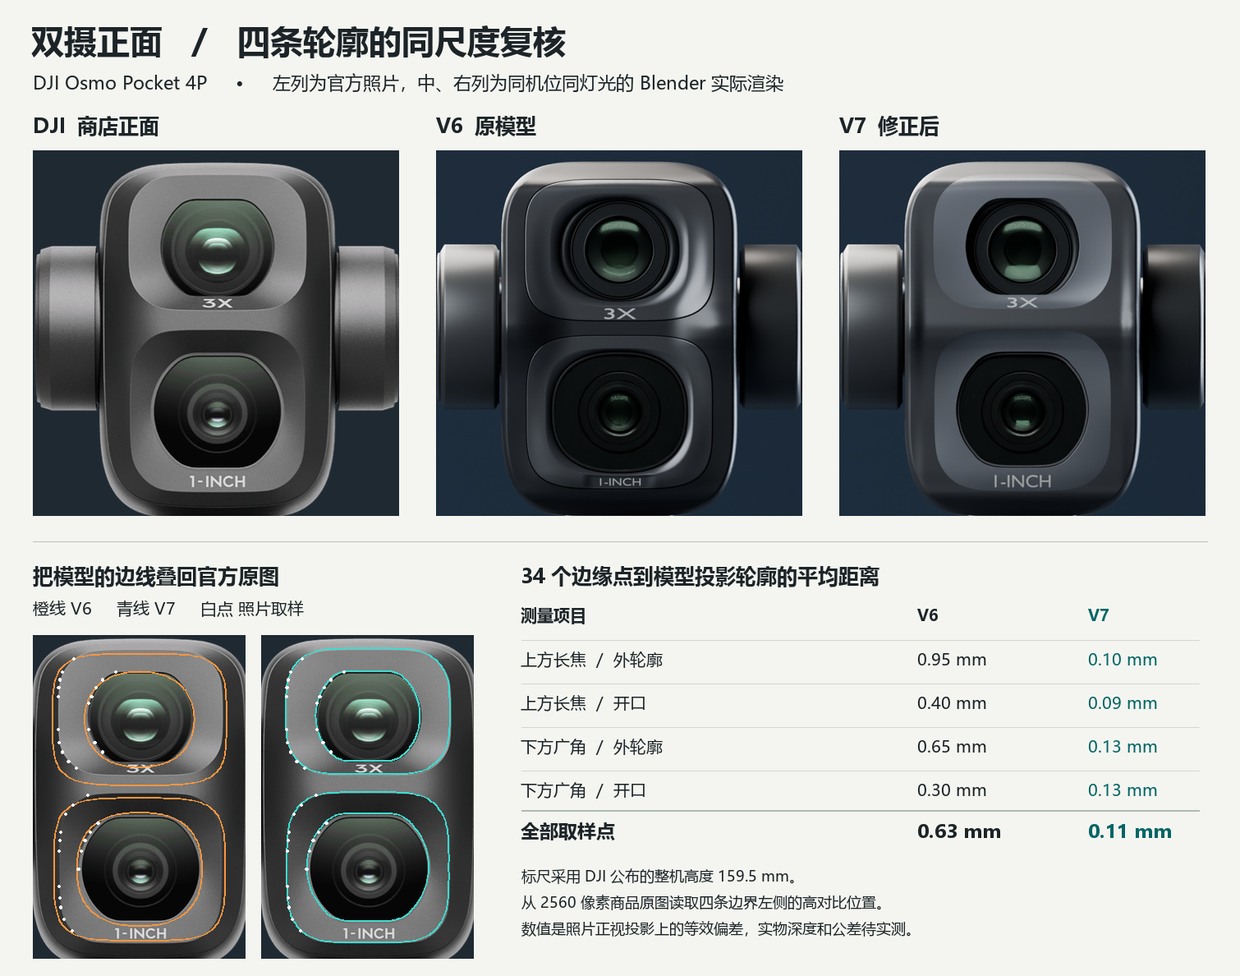 双摄正面 / 四条轮廓的同尺度复核
DJI Osmo Pocket 4P • 左列为官方照片，中、右列为同机位同灯光的 Blender 实际渲染
DJI 商店正面
V6 原模型
V7 修正后
3X
1-INCH
3X
1-INCH
3X
1-INCH
把模型的边线叠回官方原图
橙线 V6 青线 V7 白点 照片取样
3X
1-INCH
3X
1-INCH
34 个边缘点到模型投影轮廓的平均距离
测量项目 V6 V7
上方长焦 / 外轮廓 0.95 mm 0.10 mm
上方长焦 / 开口 0.40 mm 0.09 mm
下方广角 / 外轮廓 0.65 mm 0.13 mm
下方广角 / 开口 0.30 mm 0.13 mm
全部取样点 0.63 mm 0.11 mm
标尺采用 DJI 公布的整机高度 159.5 mm。
从 2560 像素商品原图读取四条边界左侧的高对比位置。
数值是照片正视投影上的等效偏差，实物深度和公差待实测。